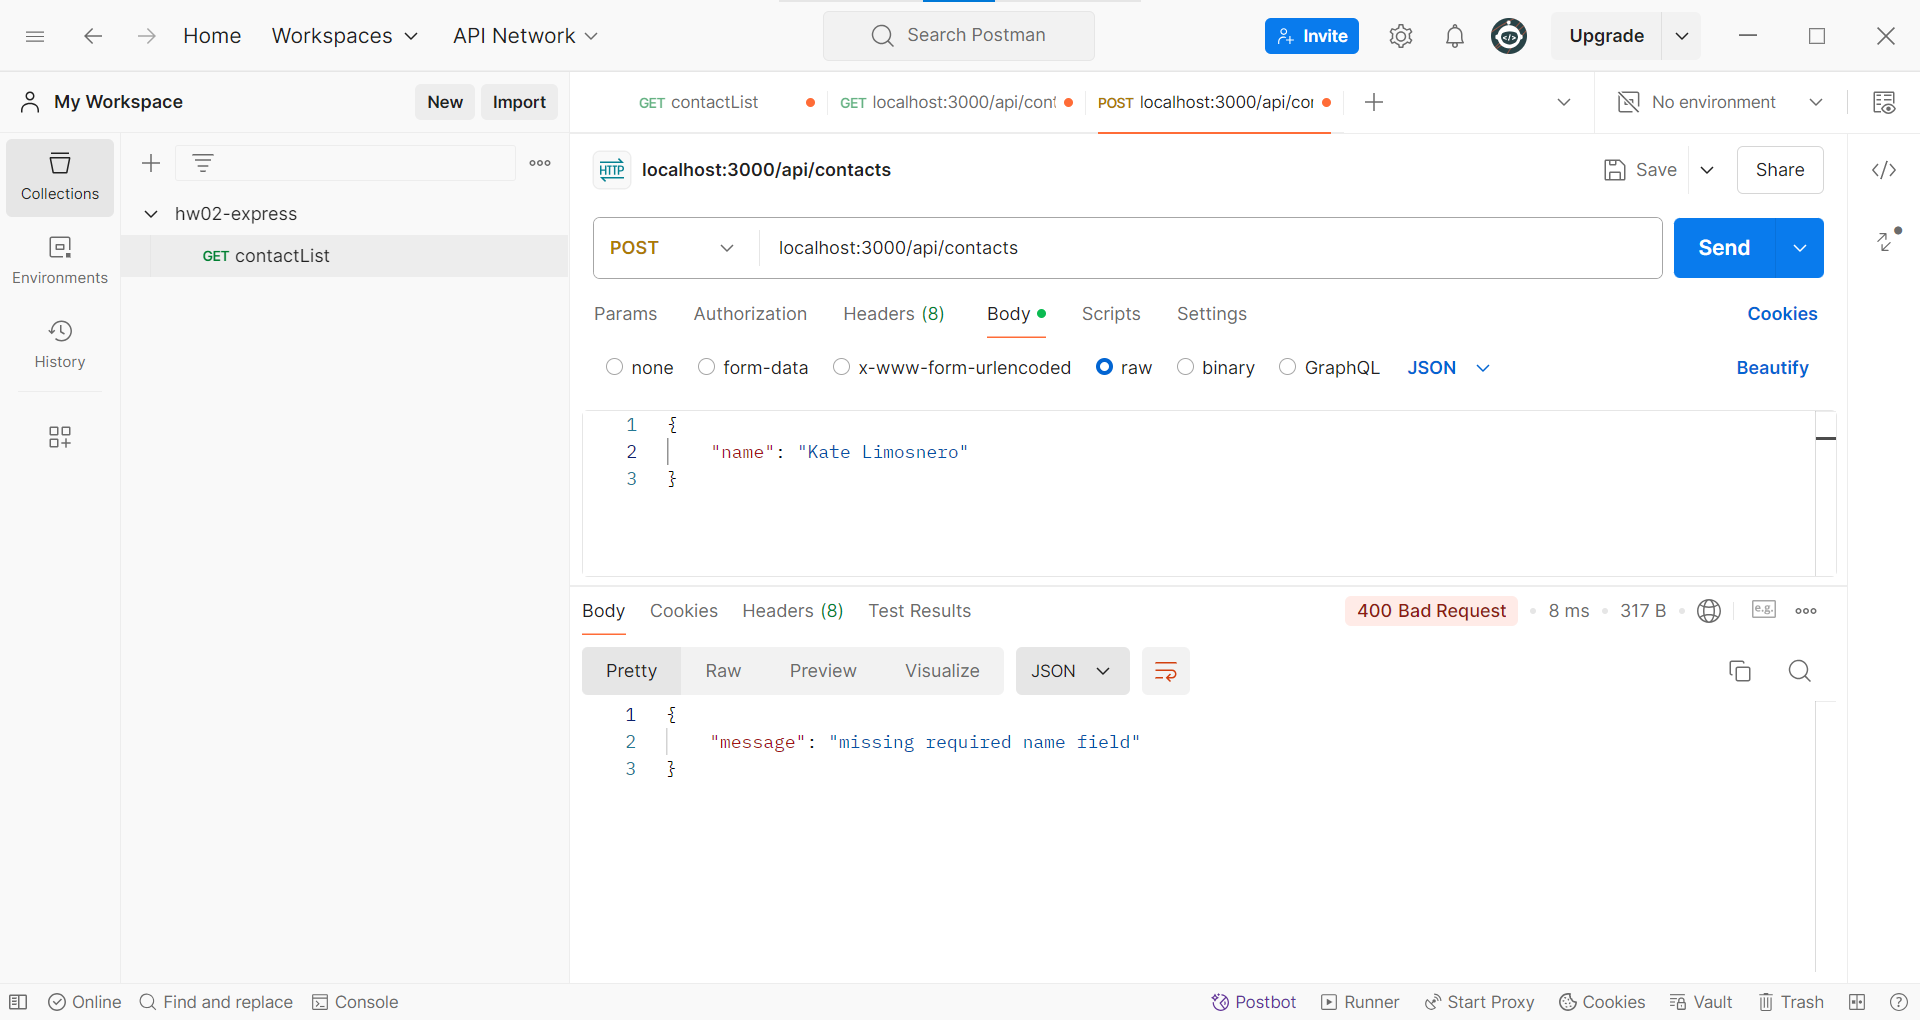 Home
Workspaces
API Network
Search Postman
Invite
Upgrade
My Workspace
New
Import
GET contactList
GET localhost:3000/api/cont
POST localhost:3000/api/cor
No environment
Collections
Environments
History
hw02-express
GET contactList
HTTP
localhost:3000/api/contacts
Save
Share
POST
localhost:3000/api/contacts
Send
Params
Authorization
Headers (8)
Body
Scripts
Settings
Cookies
none
form-data
x-www-form-urlencoded
raw
binary
GraphQL
JSON
Beautify
1 {
2 "name": "Kate Limosnero"
3 }
Body
Cookies
Headers (8)
Test Results
400 Bad Request
8 ms
317 B
e.g.
Pretty
Raw
Preview
Visualize
JSON
1 {
2 "message": "missing required name field"
3 }
Online
Find and replace
Console
Postbot
Runner
Start Proxy
Cookies
Vault
Trash